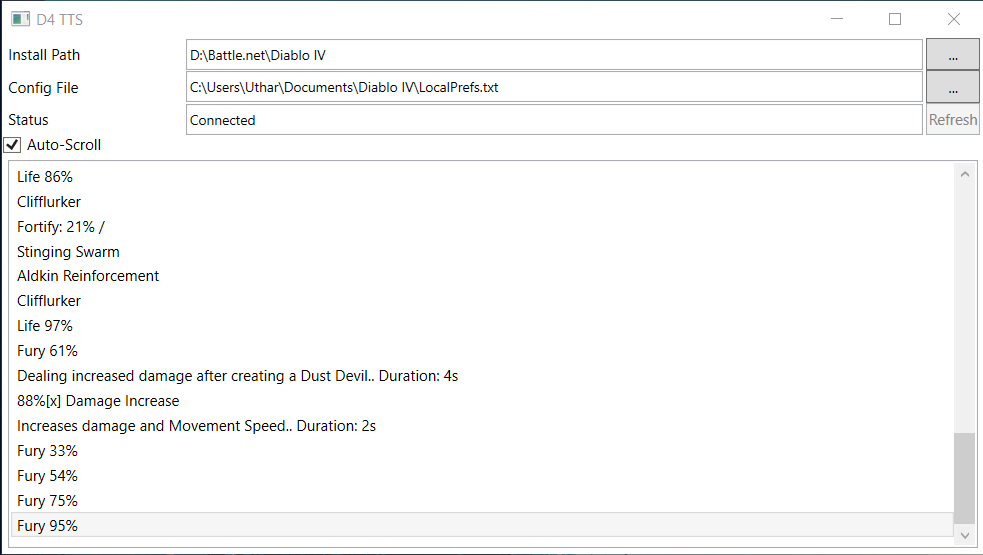 D4 TTS
Install Path D:\Battle.net\Diablo IV ...
Config File C:\Users\Uthar\Documents\Diablo IV\LocalPrefs.txt ...
Status Connected Refresh
Auto-Scroll
Life 86%
Clifflurker
Fortify: 21% /
Stinging Swarm
Aldkin Reinforcement
Clifflurker
Life 97%
Fury 61%
Dealing increased damage after creating a Dust Devil.. Duration: 4s
88%[x] Damage Increase
Increases damage and Movement Speed.. Duration: 2s
Fury 33%
Fury 54%
Fury 75%
Fury 95%